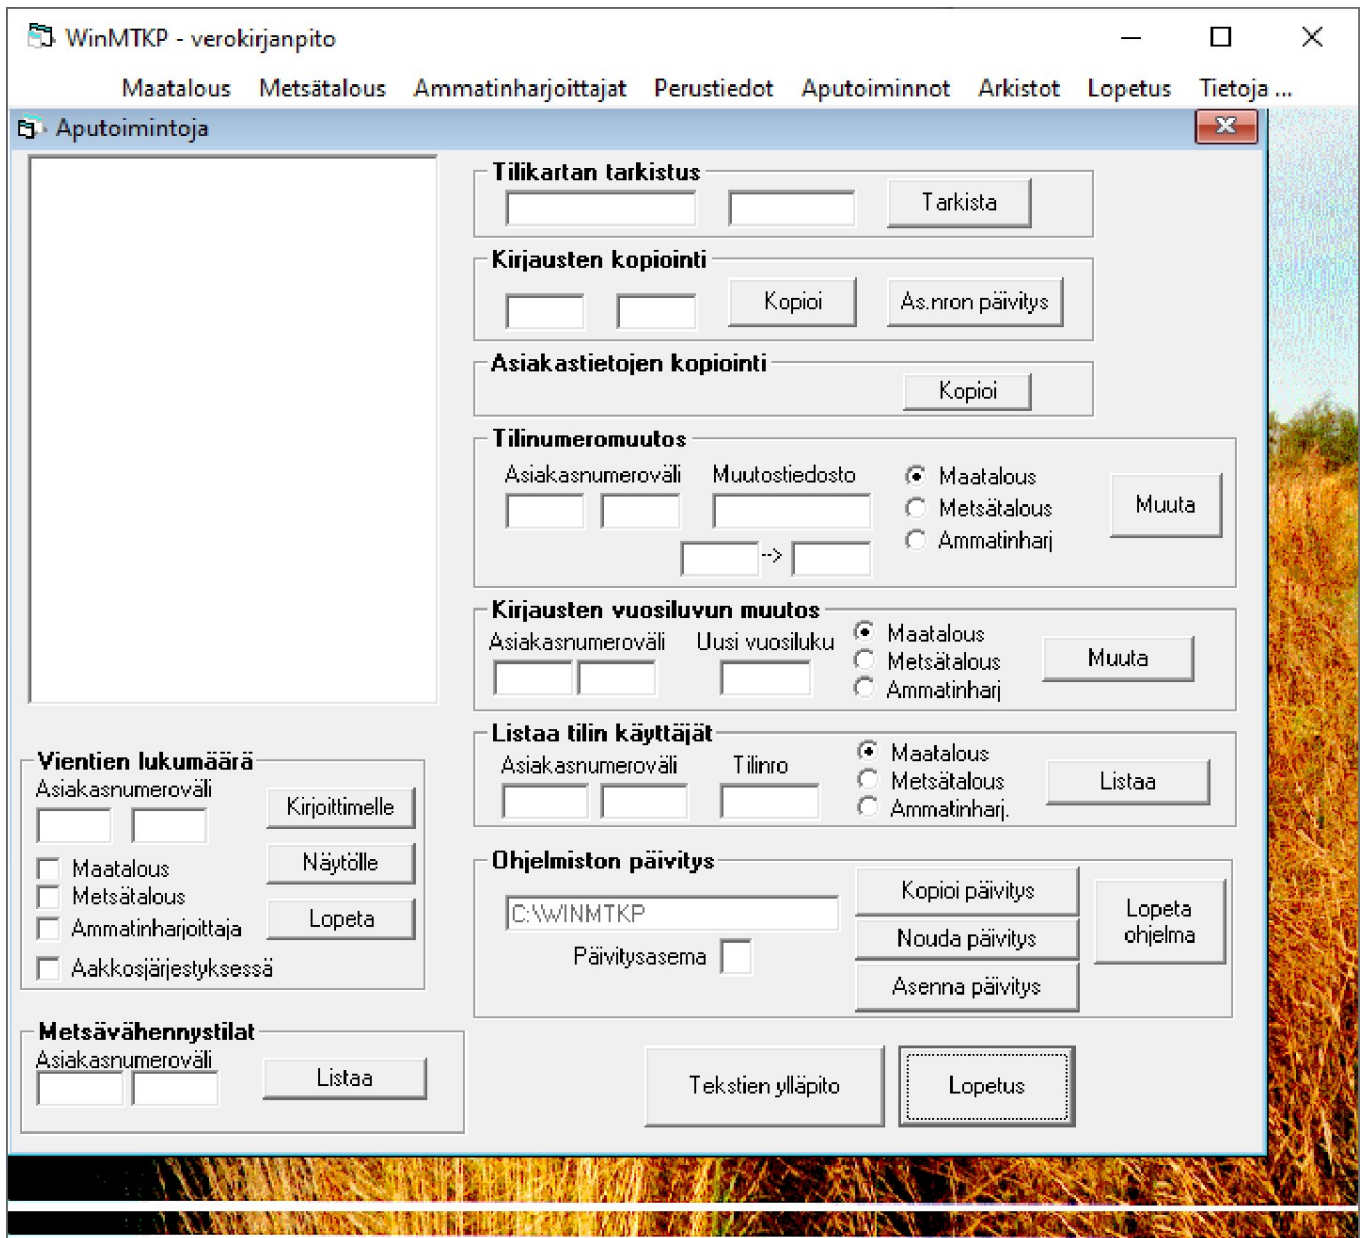 WinMTKP - verokirjanpito
Maatalous Metsätalous Ammatinharjoittajat Perustiedot Aputoiminnot Arkistot Lopetus Tietoja ...
Aputoimintoja
Tilikartan tarkistus
Tarkista
Kirjausten kopiointi
Kopioi As.nron päivitys
Asiakastietojen kopiointi
Kopioi
Tilinumeromuutos
Asiakasnumeroväli Muutostiedosto
Maatalous
Metsätalous
Ammatinharj
-->
Muuta
Kirjausten vuosiluvun muutos
Asiakasnumeroväli Uusi vuosiluku
Maatalous
Metsätalous
Ammatinharj
Muuta
Listaa tilin käyttäjät
Asiakasnumeroväli Tilinro
Maatalous
Metsätalous
Ammatinharj.
Listaa
Vientien lukumäärä
Asiakasnumeroväli
Kirjoittimelle
Näytölle
Lopeta
Maatalous
Metsätalous
Ammatinharjoittaja
Aakkosjärjestyksessä
Ohjelmiston päivitys
C:\WINMTKP
Päivitysasema
Kopioi päivitys
Nouda päivitys
Asenna päivitys
Lopeta
ohjelma
Metsävähennystilat
Asiakasnumeroväli
Listaa
Tekstien ylläpito
Lopetus